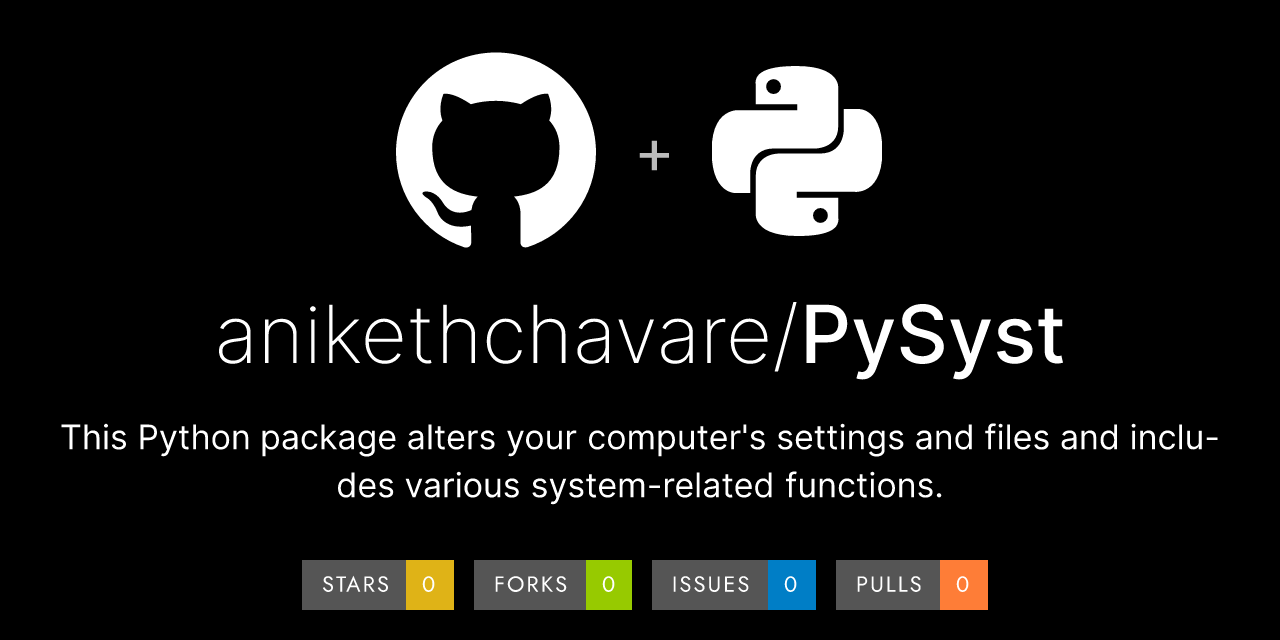 +
anikethchavare/PySyst
This Python package alters your computer's settings and files and inclu-
des various system-related functions.
STARS 0 FORKS 0 ISSUES 0 PULLS 0